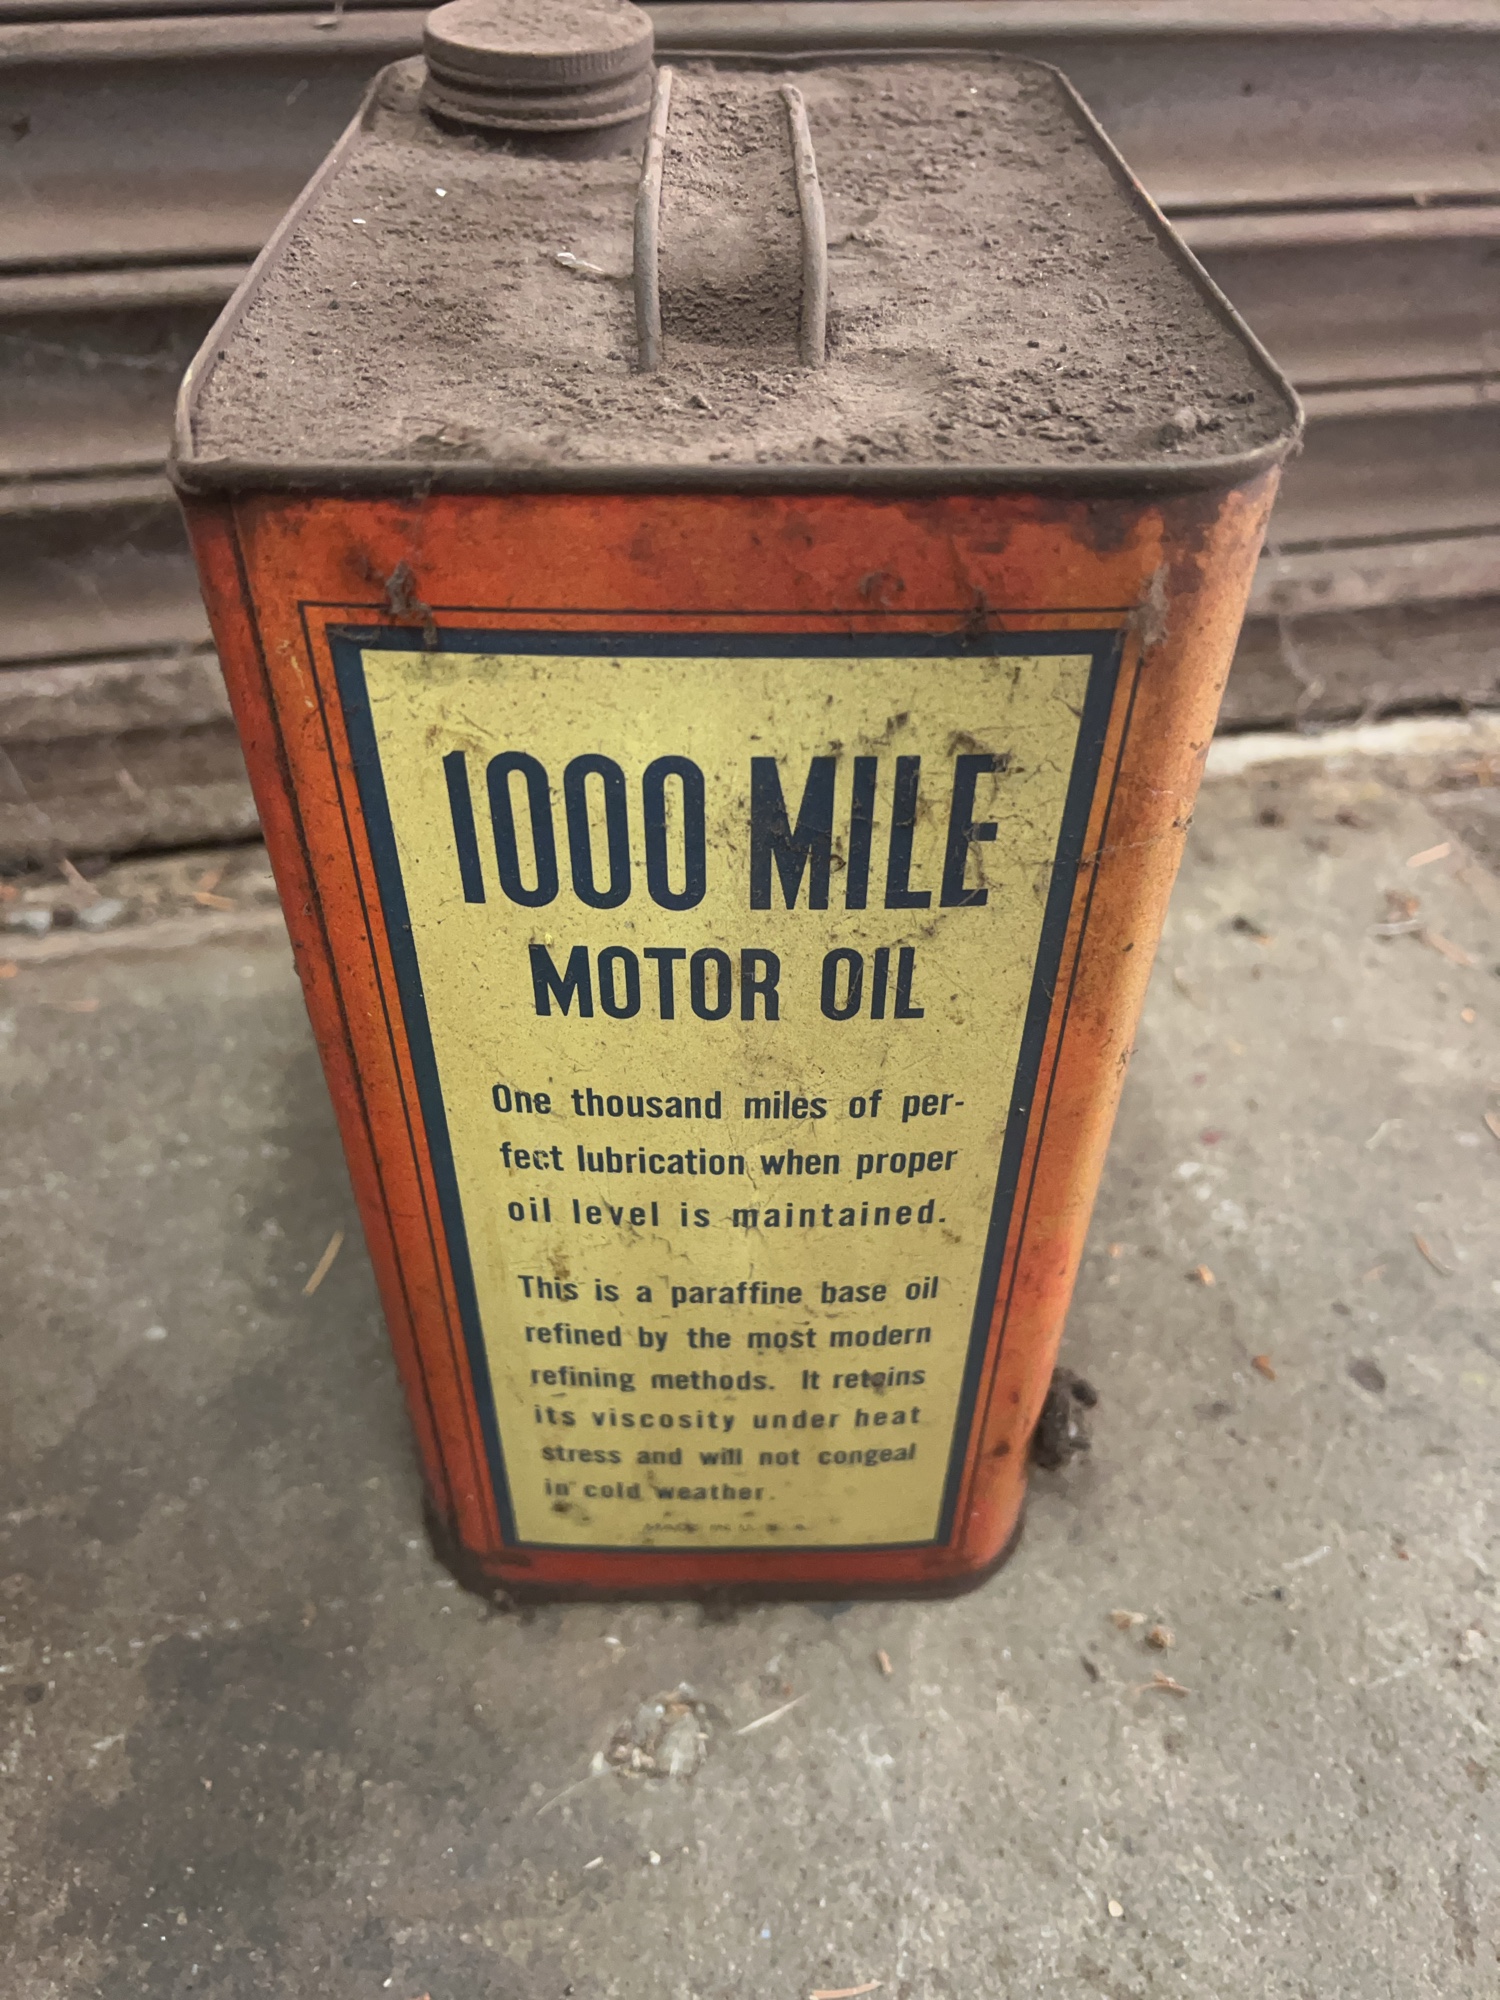 1000 MILE
MOTOR OIL
One thousand miles of per-
fect lubrication when proper
oil level is maintained.
This is a paraffine base oil
refined by the most modern
refining methods. It retains
its viscosity under heat
stress and will not congeal
in cold weather.
MADE IN U. S. A.